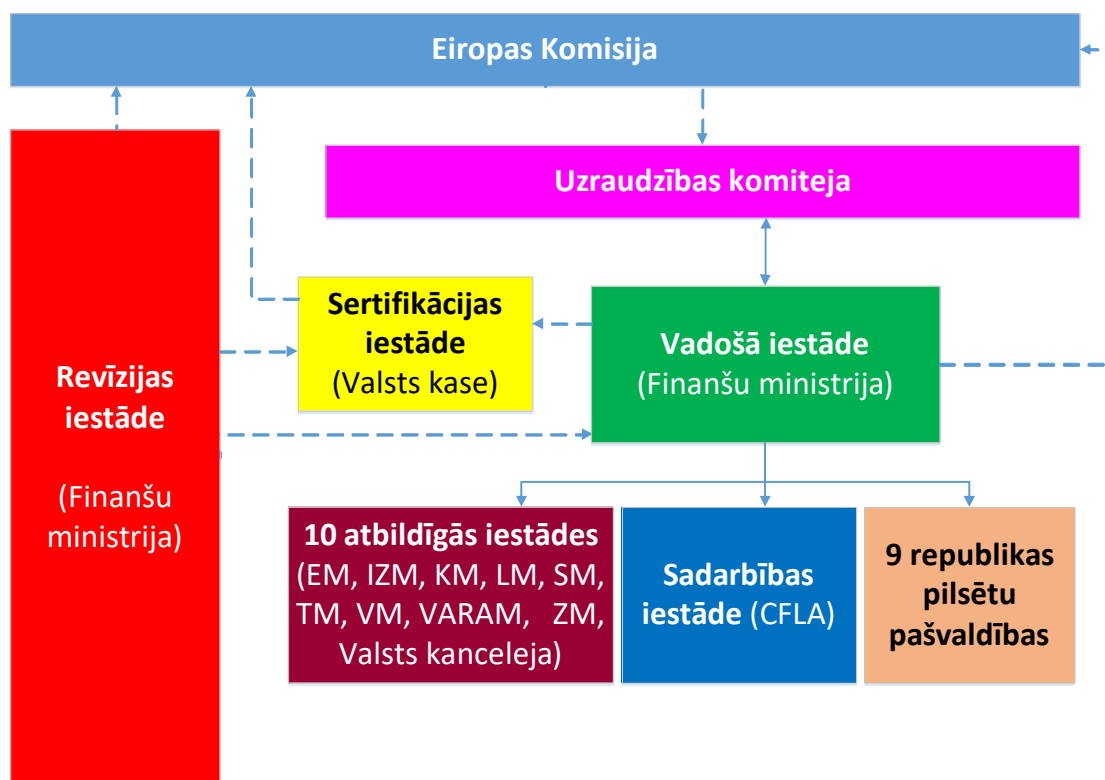 Eiropas Komisija
Uzraudzības komiteja
Sertifikācijas
iestāde
(Valsts kase)
Vadošā iestāde
(Finanšu ministrija)
Revīzijas
iestāde
(Finanšu
ministrija)
10 atbildīgās iestādes
(EM, IZM, KM, LM, SM,
TM, VM, VARAM, ZM,
Valsts kanceleja)
Sadarbības
iestāde (CFLA)
9 republikas
pilsētu
pašvaldības